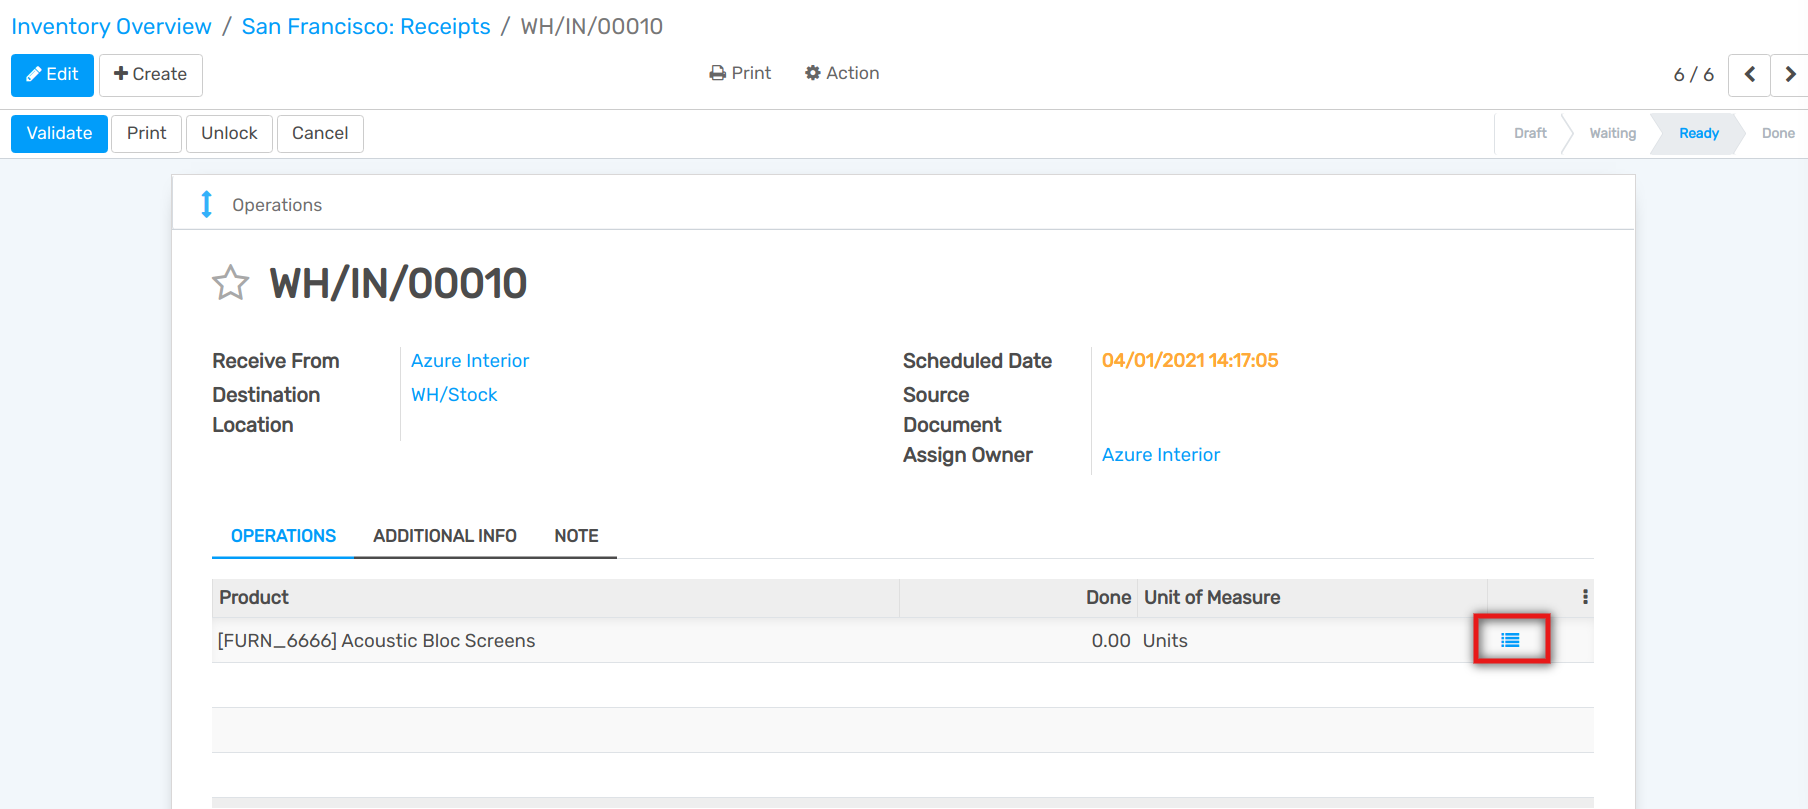 Inventory Overview / San Francisco: Receipts / WH/IN/00010
Edit Create Print Action 6 / 6
Validate Print Unlock Cancel Draft Waiting Ready Done
Operations
WH/IN/00010
Receive From Azure Interior Scheduled Date 04/01/2021 14:17:05
Destination WH/Stock Source
Location Document
Assign Owner Azure Interior
OPERATIONS ADDITIONAL INFO NOTE
Product Done Unit of Measure
[FURN_6666] Acoustic Bloc Screens 0.00 Units